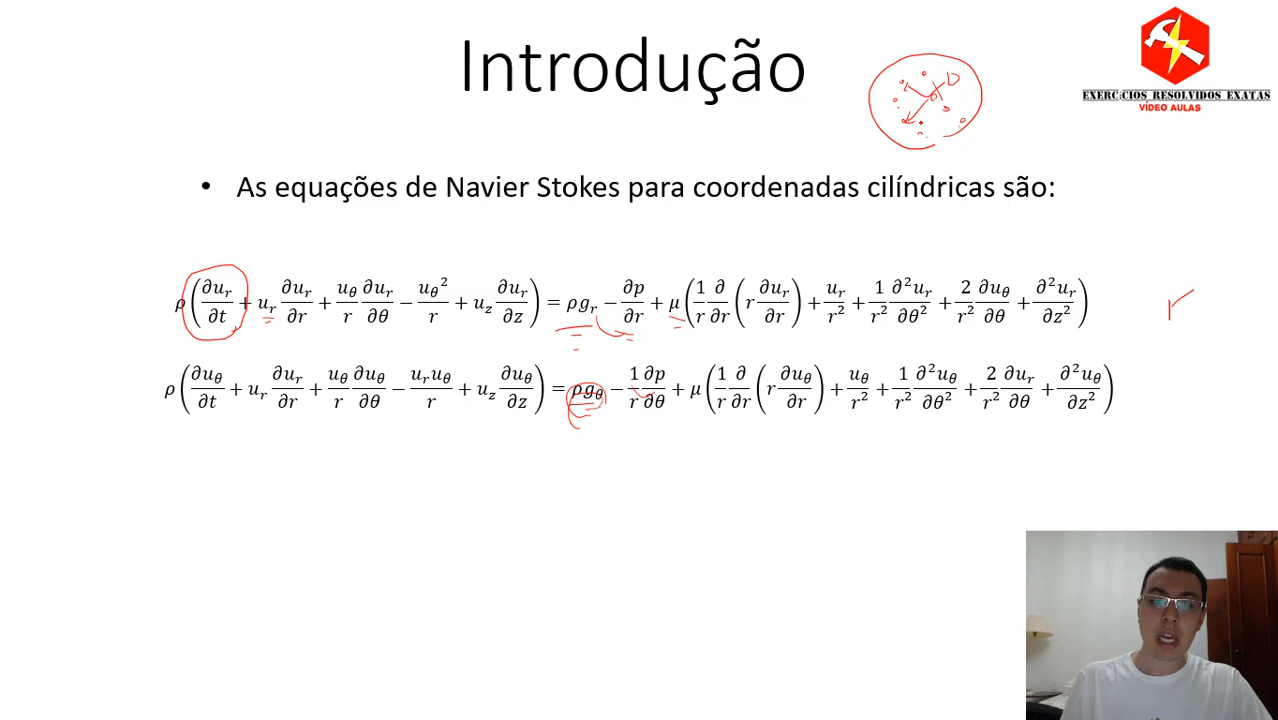 Introdução
EXERCíCIOS RESOLVIDOS EXATAS
VÍDEO AULAS
D
r
• As equações de Navier Stokes para coordenadas cilíndricas são:
ρ(∂u_r/∂t + u_r ∂u_r/∂r + u_θ/r ∂u_r/∂θ − u_θ²/r + u_z ∂u_r/∂z) = ρg_r − ∂p/∂r + μ(1/r ∂/∂r (r ∂u_r/∂r) + u_r/r² + 1/r² ∂²u_r/∂θ² + 2/r² ∂u_θ/∂θ + ∂²u_r/∂z²)
r
ρ(∂u_θ/∂t + u_r ∂u_r/∂r + u_θ/r ∂u_θ/∂θ − u_r u_θ/r + u_z ∂u_θ/∂z) = ρg_θ − 1/r ∂p/∂θ + μ(1/r ∂/∂r (r ∂u_θ/∂r) + u_θ/r² + 1/r² ∂²u_θ/∂θ² + 2/r² ∂u_r/∂θ + ∂²u_θ/∂z²)